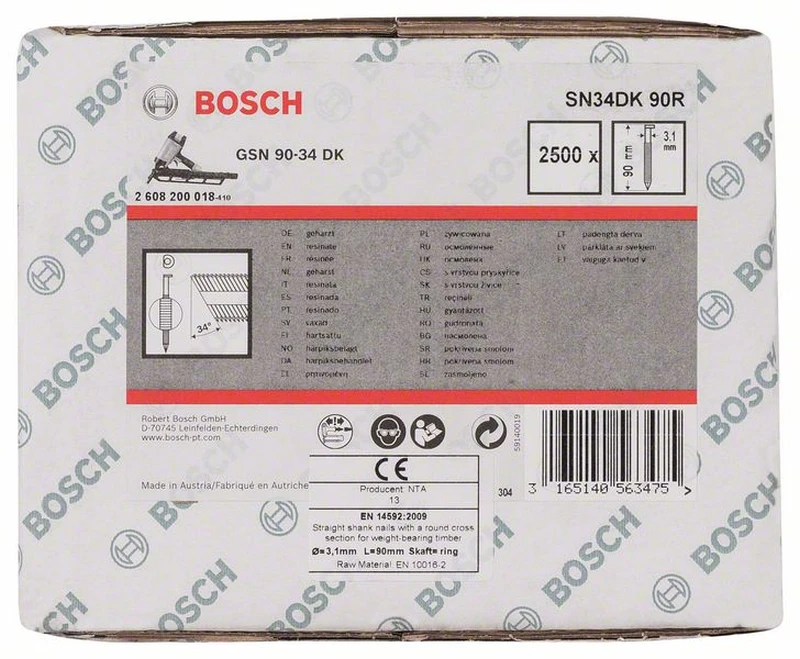 BOSCH
SN34DK 90R
GSN 90-34 DK
2500 x
90 mm
3,1
mm
2 608 200 018-410
DE geharzt
EN resinate
FR résinée
NL geharst
IT resinata
ES resinada
PT resinado
SV
FI hartsattu
NO harpiksbelagt
DA harpiksbehandlet
EL
PL żywicowana
RU осмоленные
UK осмолена
CS s vrstvou pryskyřice
SK s vrstvou živice
TR reçineli
HU gyantázott
RO gudronata
BG насмолена
SR pokrivena smolom
HR pokrivena smolom
SL zasmoljeno
LT padengta derva
LV pārklāta ar sveķiem
ET vaiguga kaetud v
34°
Robert Bosch GmbH
D-70745 Leinfelden-Echterdingen
www.bosch-pt.com
Made in Austria/Fabriqué en Autriche
CE
Producent NTA
13
EN 14592:2009
Straight shank nails with a round cross
section for weight-bearing timber
Ø=3,1mm L=90mm Skaft=ring
Raw Material EN 10016-2
59140019
304
3 165140 563475 >